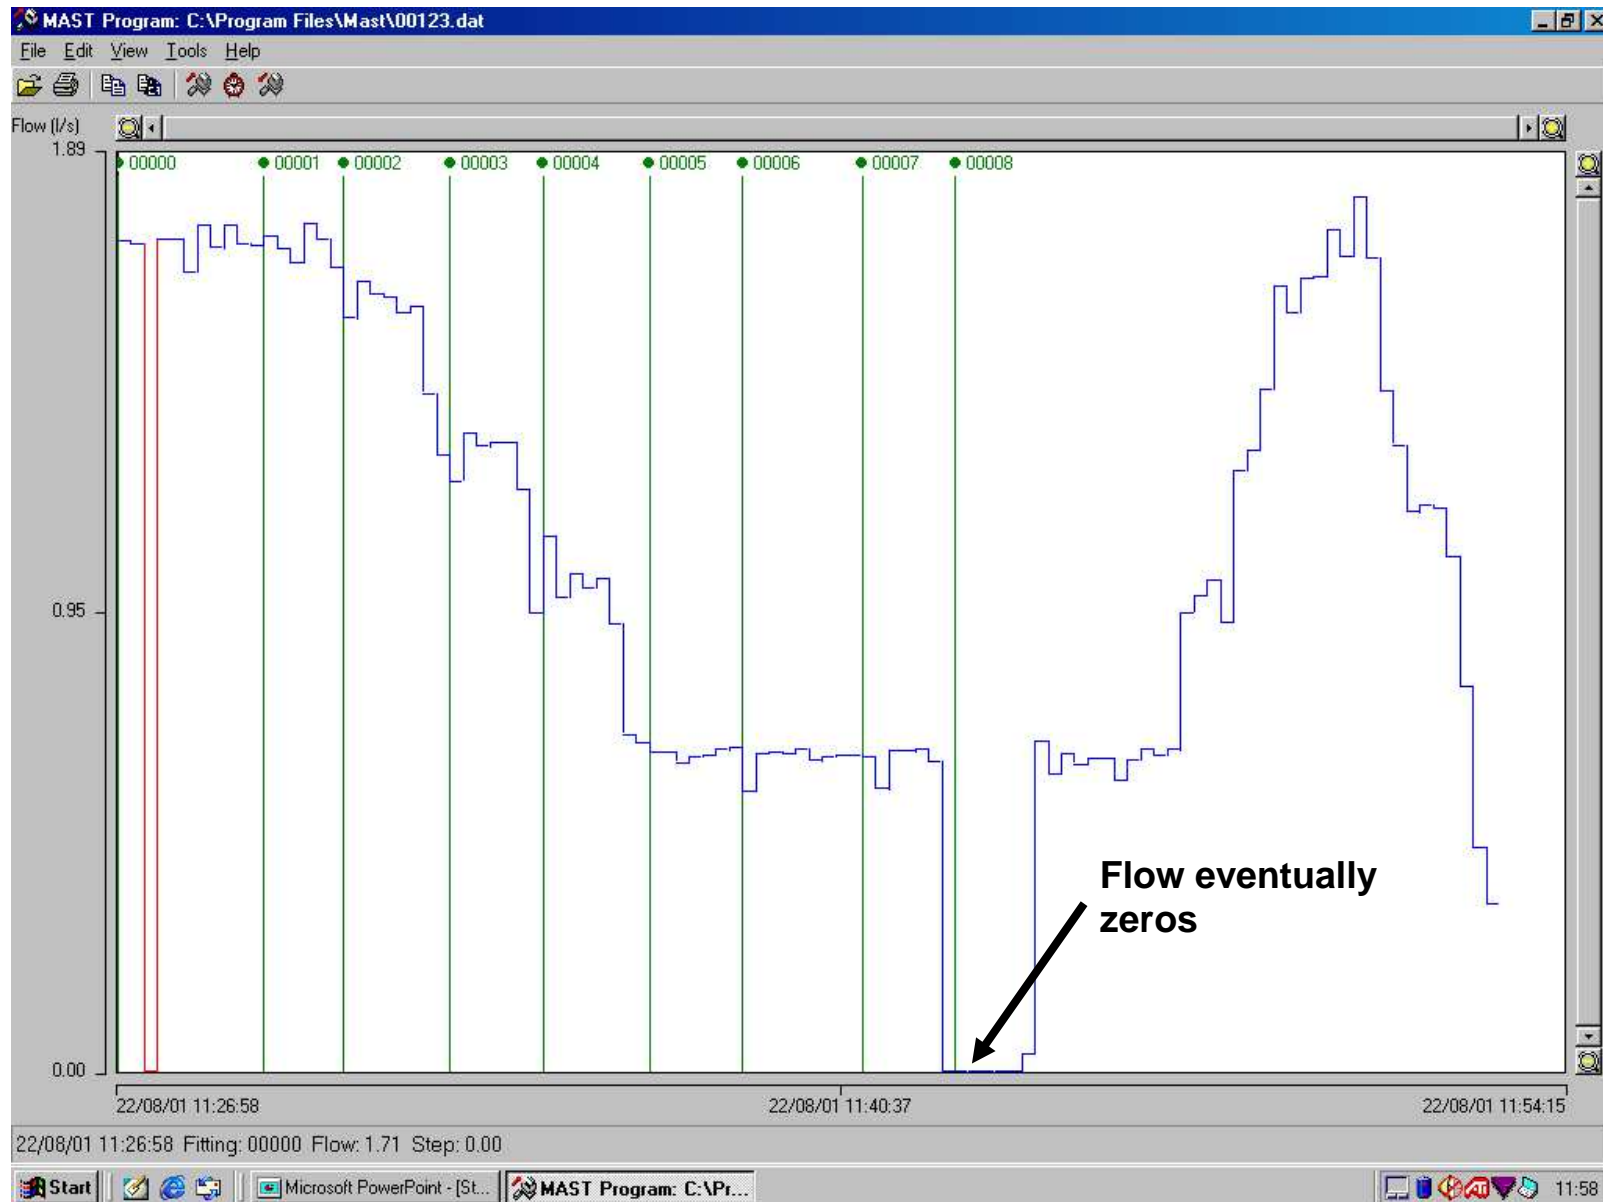 MAST Program: C:\Program Files\Mast\00123.dat
File Edit View Tools Help
Flow (l/s)
1.89
00000 00001 00002 00003 00004 00005 00006 00007 00008
0.95
Flow eventually
zeros
0.00
22/08/01 11:26:58 22/08/01 11:40:37 22/08/01 11:54:15
22/08/01 11:26:58 Fitting: 00000 Flow: 1.71 Step: 0.00
Start Microsoft PowerPoint - [St... MAST Program: C:\Pr... 11:58